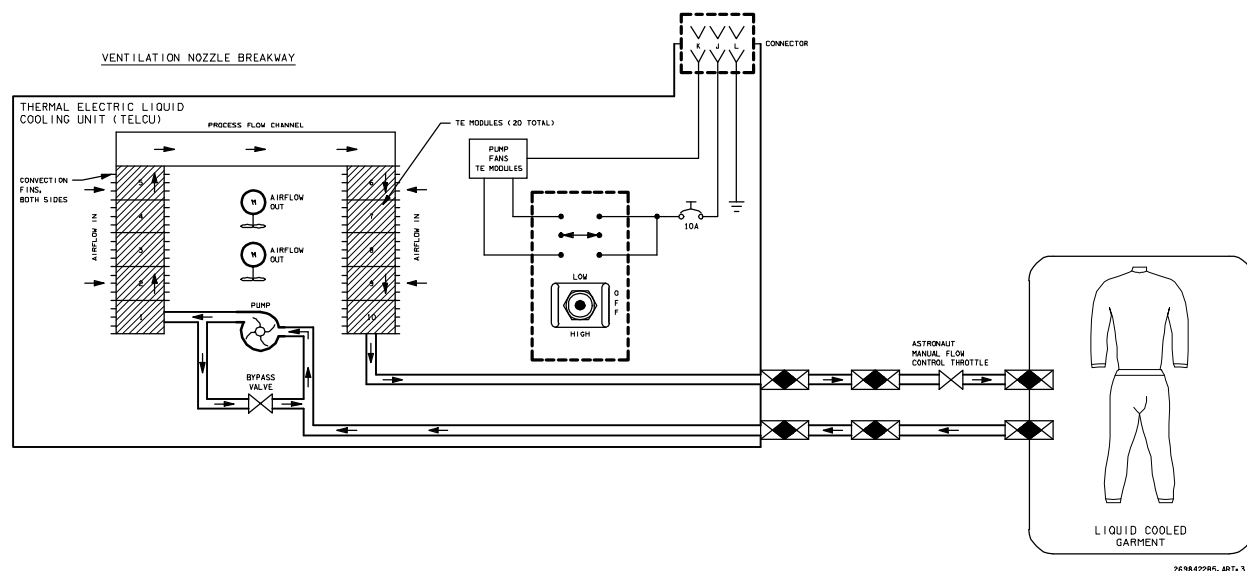 VENTILATION NOZZLE BREAKWAY
K J L
CONNECTOR
THERMAL ELECTRIC LIQUID
COOLING UNIT (TELCU)
PROCESS FLOW CHANNEL
TE MODULES (20 TOTAL)
PUMP
FANS
TE MODULES
CONVECTION
FINS,
BOTH SIDES
AIRFLOW IN
5
4
3
2
1
M
AIRFLOW
OUT
M
AIRFLOW
OUT
6
7
8
9
10
AIRFLOW IN
10A
LOW
OFF
HIGH
PUMP
BYPASS
VALVE
ASTRONAUT
MANUAL FLOW
CONTROL THROTTLE
LIQUID COOLED
GARMENT
269842285.ART:3